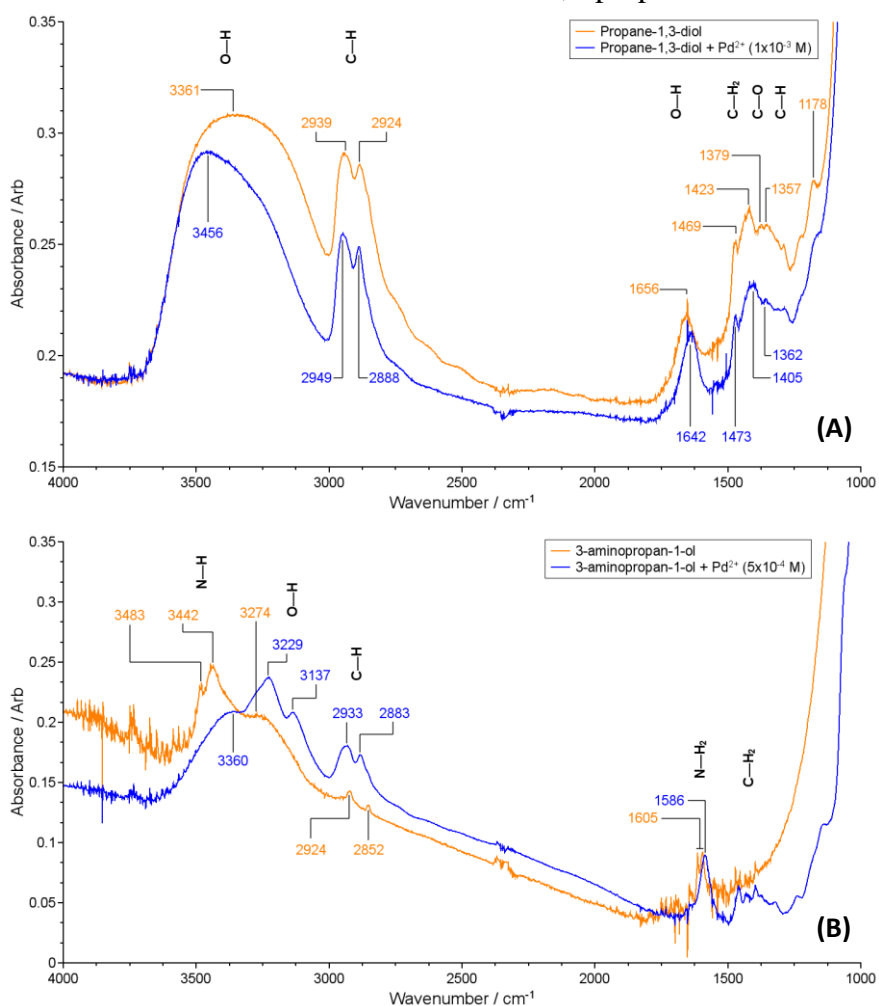 Propane-1,3-diol
Propane-1,3-diol + Pd²⁺ (1x10⁻³ M)
O—H
C—H
O—H
C—H₂
C—O
C—H
3361
2939
2924
3456
2949
2888
1178
1379
1423
1357
1469
1656
1362
1405
1642
1473
0.35
0.3
0.25
0.2
0.15
Absorbance / Arb
4000
3500
3000
2500
2000
1500
1000
Wavenumber / cm⁻¹
(A)
3-aminopropan-1-ol
3-aminopropan-1-ol + Pd²⁺ (5x10⁻⁴ M)
N—H
O—H
C—H
N—H₂
C—H₂
3483
3442
3274
3229
3137
2933
2883
3360
2924
2852
1586
1605
0.35
0.3
0.25
0.2
0.15
0.1
0.05
0
Absorbance / Arb
4000
3500
3000
2500
2000
1500
1000
Wavenumber / cm⁻¹
(B)